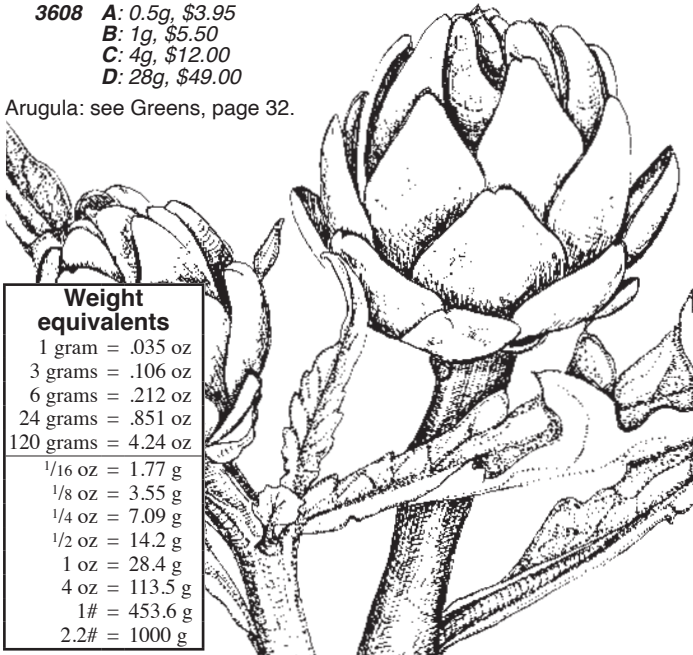 3608 A: 0.5g, $3.95
B: 1g, $5.50
C: 4g, $12.00
D: 28g, $49.00
Arugula: see Greens, page 32.
Weight
equivalents
1 gram = .035 oz
3 grams = .106 oz
6 grams = .212 oz
24 grams = .851 oz
120 grams = 4.24 oz
1/16 oz = 1.77 g
1/8 oz = 3.55 g
1/4 oz = 7.09 g
1/2 oz = 14.2 g
1 oz = 28.4 g
4 oz = 113.5 g
1# = 453.6 g
2.2# = 1000 g